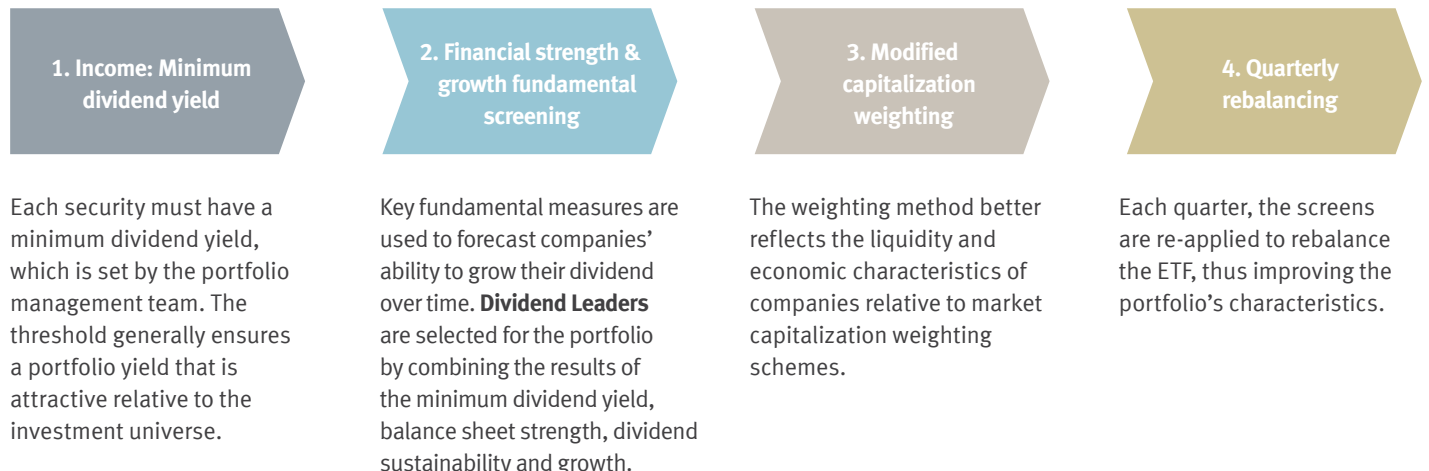 1. Income: Minimum
dividend yield
2. Financial strength &
growth fundamental
screening
3. Modified
capitalization
weighting
4. Quarterly
rebalancing
Each security must have a
minimum dividend yield,
which is set by the portfolio
management team. The
threshold generally ensures
a portfolio yield that is
attractive relative to the
investment universe.
Key fundamental measures are
used to forecast companies’
ability to grow their dividend
over time. Dividend Leaders
are selected for the portfolio
by combining the results of
the minimum dividend yield,
balance sheet strength, dividend
sustainability and growth.
The weighting method better
reflects the liquidity and
economic characteristics of
companies relative to market
capitalization weighting
schemes.
Each quarter, the screens
are re-applied to rebalance
the ETF, thus improving the
portfolio’s characteristics.